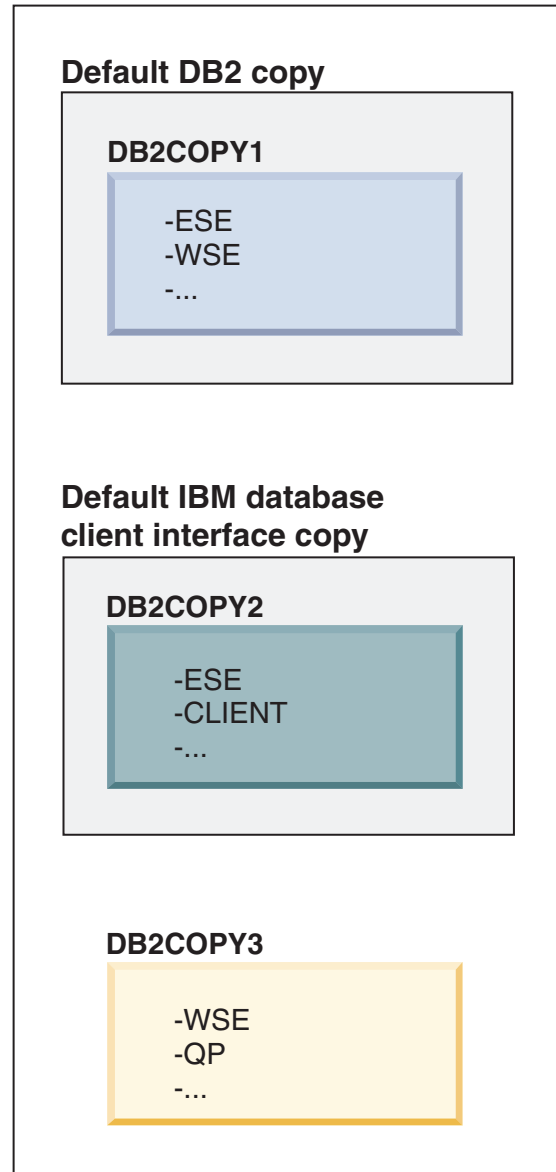 Default DB2 copy
DB2COPY1
-ESE
-WSE
-...
Default IBM database
client interface copy
DB2COPY2
-ESE
-CLIENT
-...
DB2COPY3
-WSE
-QP
-...